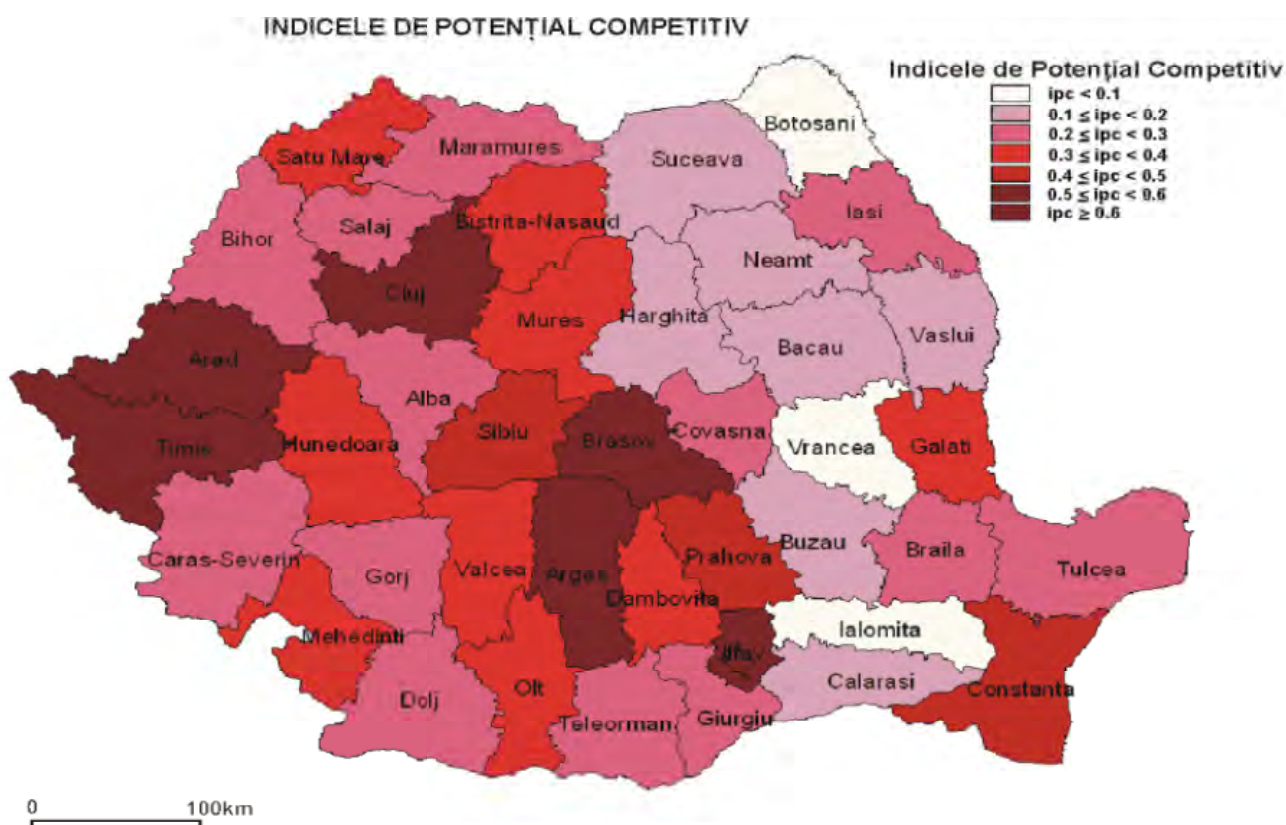 INDICELE DE POTENȚIAL COMPETITIV
Indicele de Potențial Competitiv
ipc < 0.1
0.1 ≤ ipc < 0.2
0.2 ≤ ipc < 0.3
0.3 ≤ ipc < 0.4
0.4 ≤ ipc < 0.5
0.5 ≤ ipc < 0.6
ipc ≥ 0.6
Botosani
Satu Mare
Maramures
Suceava
Iasi
Bistrita-Nasaud
Salaj
Bihor
Neamt
Cluj
Mures
Harghita
Vaslui
Bacau
Arad
Alba
Sibiu
Brasov
Covasna
Timis
Hunedoara
Vrancea
Galati
Buzau
Braila
Prahova
Caras-Severin
Gorj
Valcea
Arges
Tulcea
Dambovita
Mehedinti
Ialomita
Ilfov
Calarasi
Constanta
Olt
Dolj
Teleorman
Giurgiu
0 100km